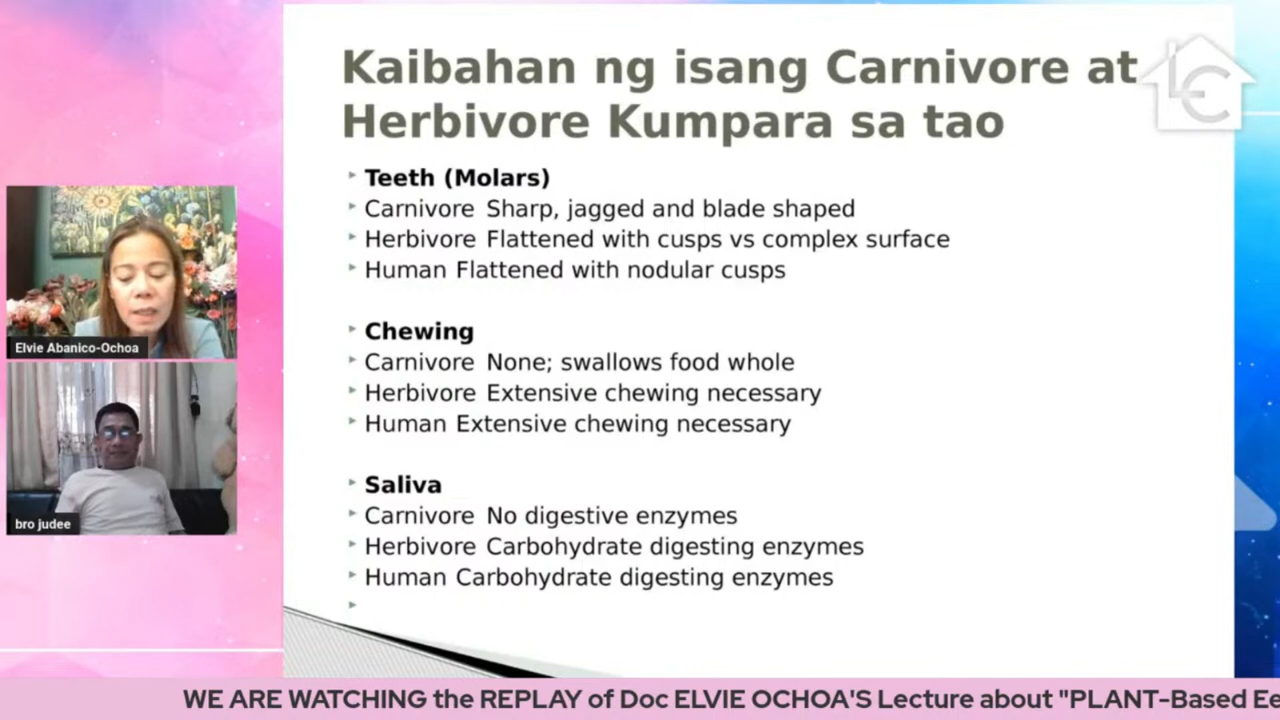 Kaibahan ng isang Carnivore at
Herbivore Kumpara sa tao
LC
Teeth (Molars)
Carnivore Sharp, jagged and blade shaped
Herbivore Flattened with cusps vs complex surface
Human Flattened with nodular cusps
Chewing
Carnivore None; swallows food whole
Herbivore Extensive chewing necessary
Human Extensive chewing necessary
Saliva
Carnivore No digestive enzymes
Herbivore Carbohydrate digesting enzymes
Human Carbohydrate digesting enzymes
Elvie Abanico-Ochoa
bro judee
WE ARE WATCHING the REPLAY of Doc ELVIE OCHOA'S Lecture about "PLANT-Based Ee